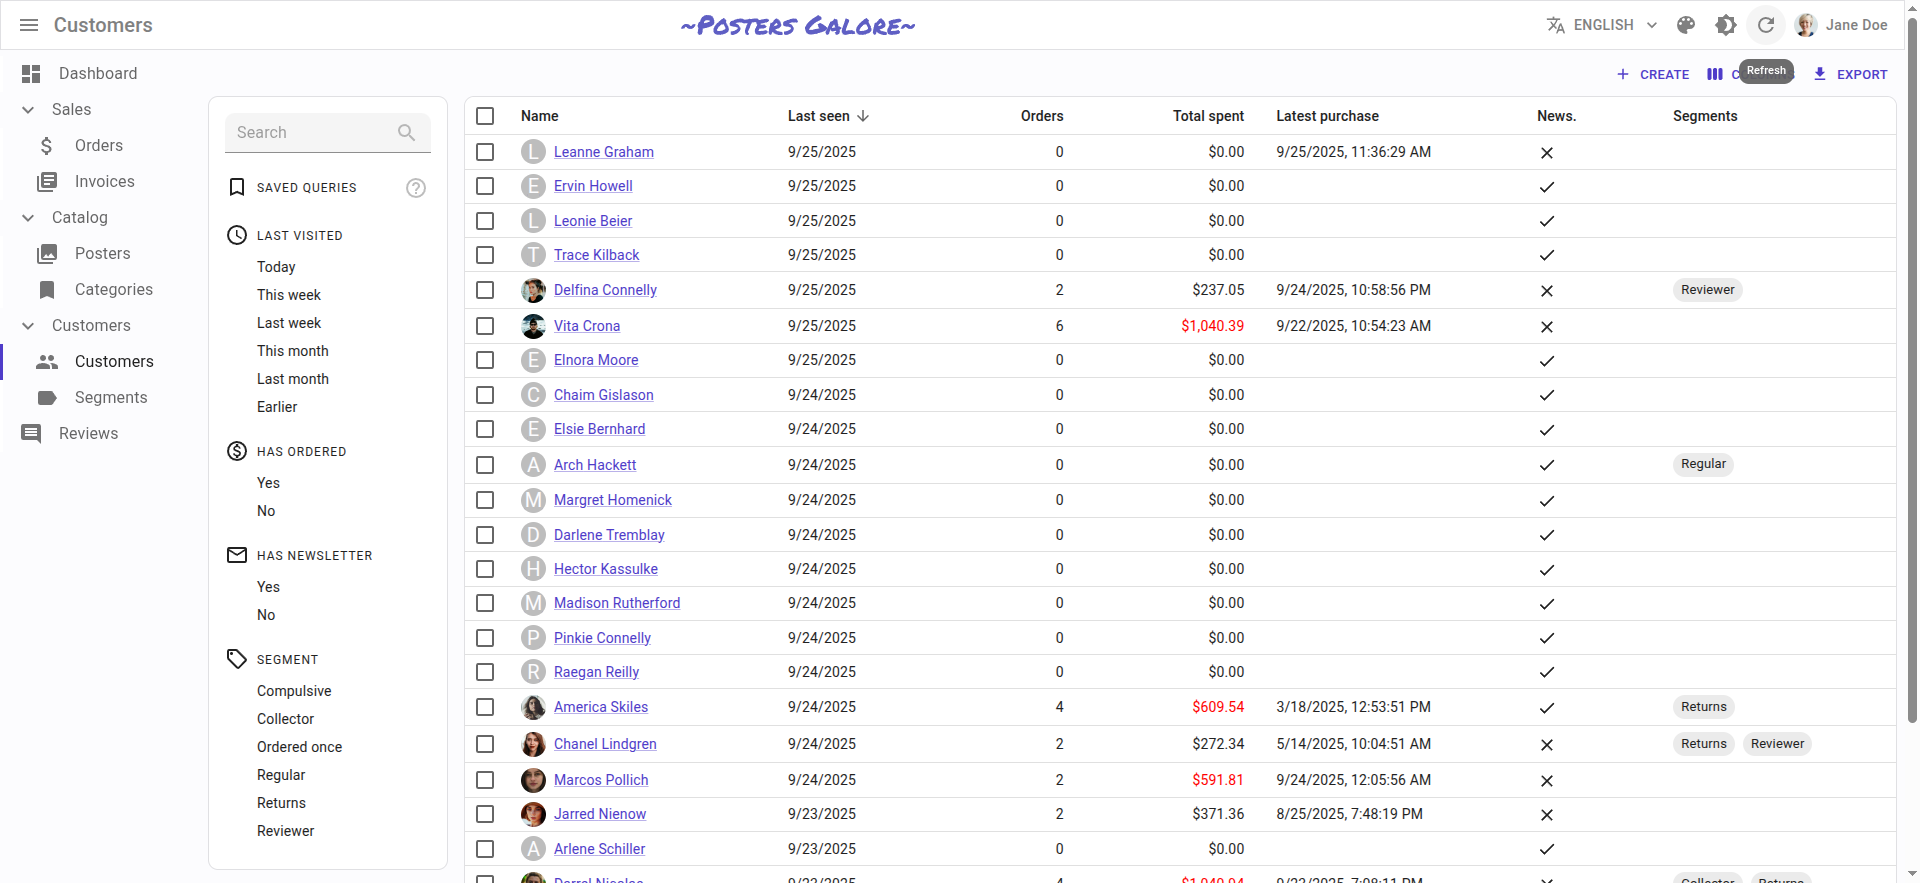 Customers
~Posters Galore~
ENGLISH
Jane Doe
Dashboard
Sales
Orders
Invoices
Catalog
Posters
Categories
Customers
Customers
Segments
Reviews
CREATE
Refresh
EXPORT
Search
SAVED QUERIES
LAST VISITED
Today
This week
Last week
This month
Last month
Earlier
HAS ORDERED
Yes
No
HAS NEWSLETTER
Yes
No
SEGMENT
Compulsive
Collector
Ordered once
Regular
Returns
Reviewer
Name Last seen Orders Total spent Latest purchase News. Segments
L Leanne Graham 9/25/2025 0 $0.00 9/25/2025, 11:36:29 AM
E Ervin Howell 9/25/2025 0 $0.00
L Leonie Beier 9/25/2025 0 $0.00
T Trace Kilback 9/25/2025 0 $0.00
Delfina Connelly 9/25/2025 2 $237.05 9/24/2025, 10:58:56 PM Reviewer
Vita Crona 9/25/2025 6 $1,040.39 9/22/2025, 10:54:23 AM
E Elnora Moore 9/25/2025 0 $0.00
C Chaim Gislason 9/24/2025 0 $0.00
E Elsie Bernhard 9/24/2025 0 $0.00
A Arch Hackett 9/24/2025 0 $0.00 Regular
M Margret Homenick 9/24/2025 0 $0.00
D Darlene Tremblay 9/24/2025 0 $0.00
H Hector Kassulke 9/24/2025 0 $0.00
M Madison Rutherford 9/24/2025 0 $0.00
P Pinkie Connelly 9/24/2025 0 $0.00
R Raegan Reilly 9/24/2025 0 $0.00
America Skiles 9/24/2025 4 $609.54 3/18/2025, 12:53:51 PM Returns
Chanel Lindgren 9/24/2025 2 $272.34 5/14/2025, 10:04:51 AM Returns Reviewer
Marcos Pollich 9/24/2025 2 $591.81 9/24/2025, 12:05:56 AM
Jarred Nienow 9/23/2025 2 $371.36 8/25/2025, 7:48:19 PM
A Arlene Schiller 9/23/2025 0 $0.00